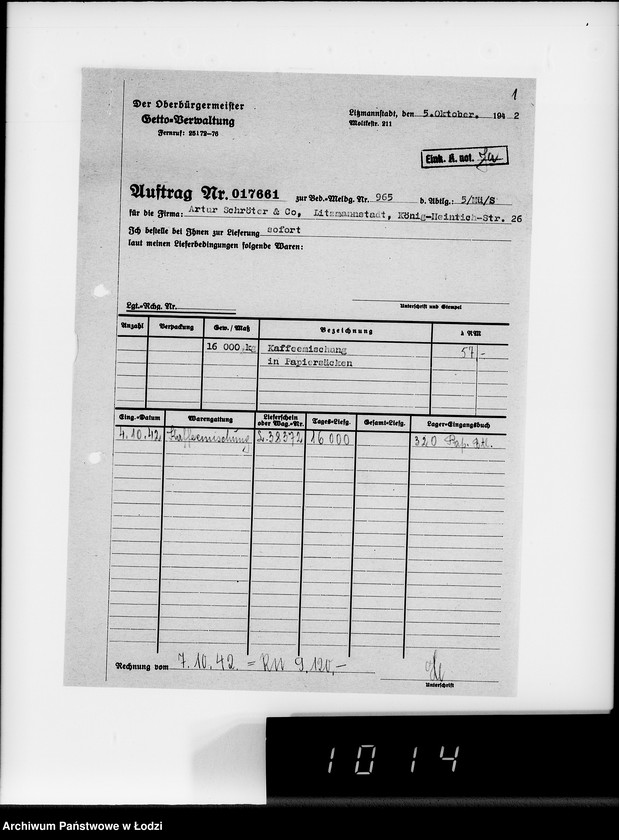 1
Der Oberbürgermeister
Getto=Verwaltung
Fernruf: 25172-76
Litzmannstadt, den 5.Oktober. 1942
Moltkestr. 211
Eink. K. not.
Auftrag Nr. 017661 zur Bed.=Meldg. Nr. 965 d. Abtlg.: 5/MÜ/S
für die Firma: Artur Schröter & Co, Litzmannstadt, König-Heinrich-Str. 26
Ich bestelle bei Ihnen zur Lieferung sofort
laut meinen Lieferbedingungen folgende Waren:
Lgt.=Rchg. Nr.
Unterschrift und Stempel
Anzahl Verpackung Gew. / Maß Bezeichnung à RM
16 000 kg Kaffeemischung 57,-
in Papiersäcken
Eing.=Datum Warengattung Lieferschein oder Wag.=Nr. Tages=Liefg. Gesamt=Liefg. Lager=Eingangsbuch
4.10.42 Kaffeemischung L.38372 16 000 320 Pap. Btl.
Rechnung vom 7.10.42. = RM 9.120,-
Unterschrift
1014
Archiwum Państwowe w Łodzi